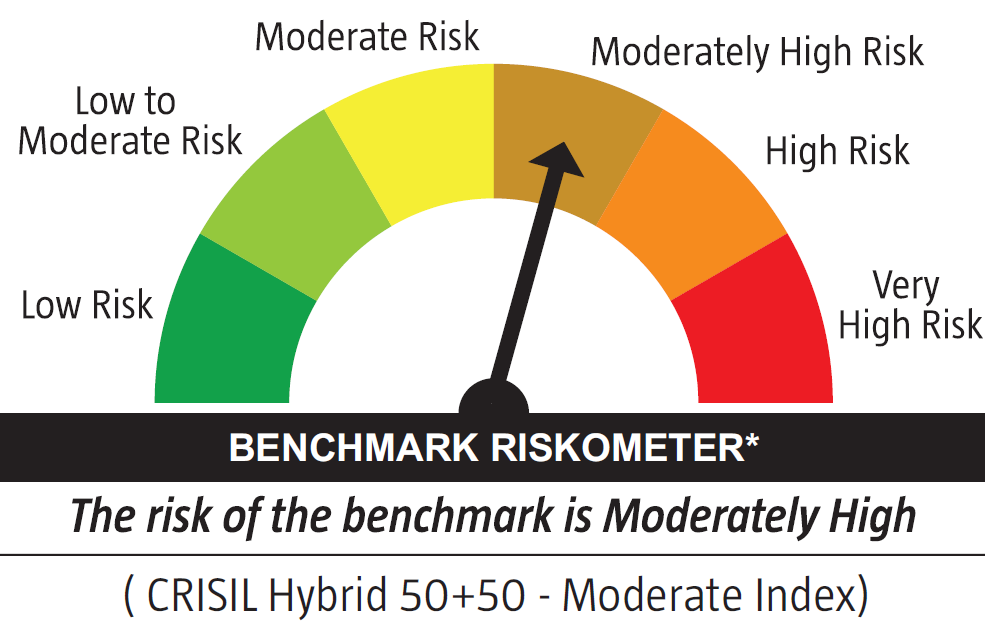 Moderate Risk
Moderately High Risk
Low to
Moderate Risk
High Risk
Low Risk
Very
High Risk
BENCHMARK RISKOMETER*
The risk of the benchmark is Moderately High
( CRISIL Hybrid 50+50 - Moderate Index)